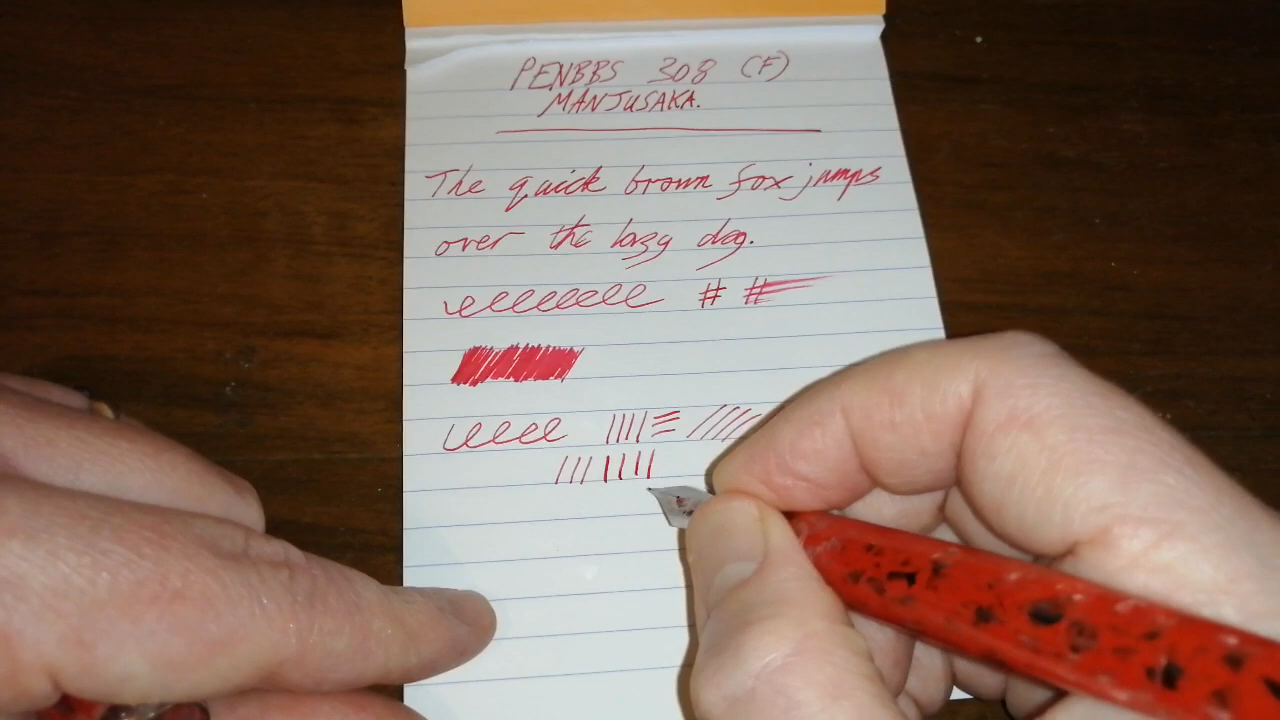 PENBBS 308 (F)
MANJUSAKA.
The quick brown fox jumps
over the lazy dog.
# #